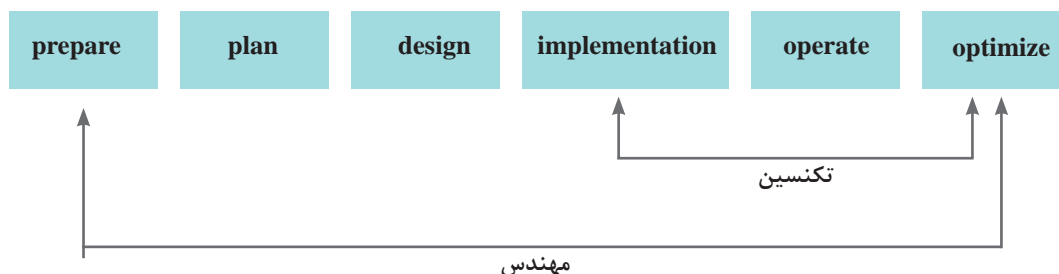 prepare
plan
design
implementation
operate
optimize
تکنسین
مهندس